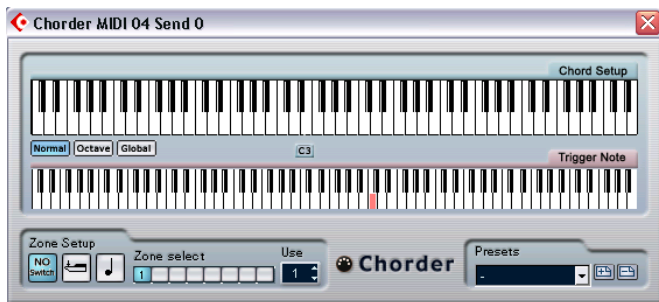 Chorder MIDI 04 Send 0
Chord Setup
Normal Octave Global
C3
Trigger Note
Zone Setup
NO
Switch
Zone select
1
Use
1
Chorder
Presets
-